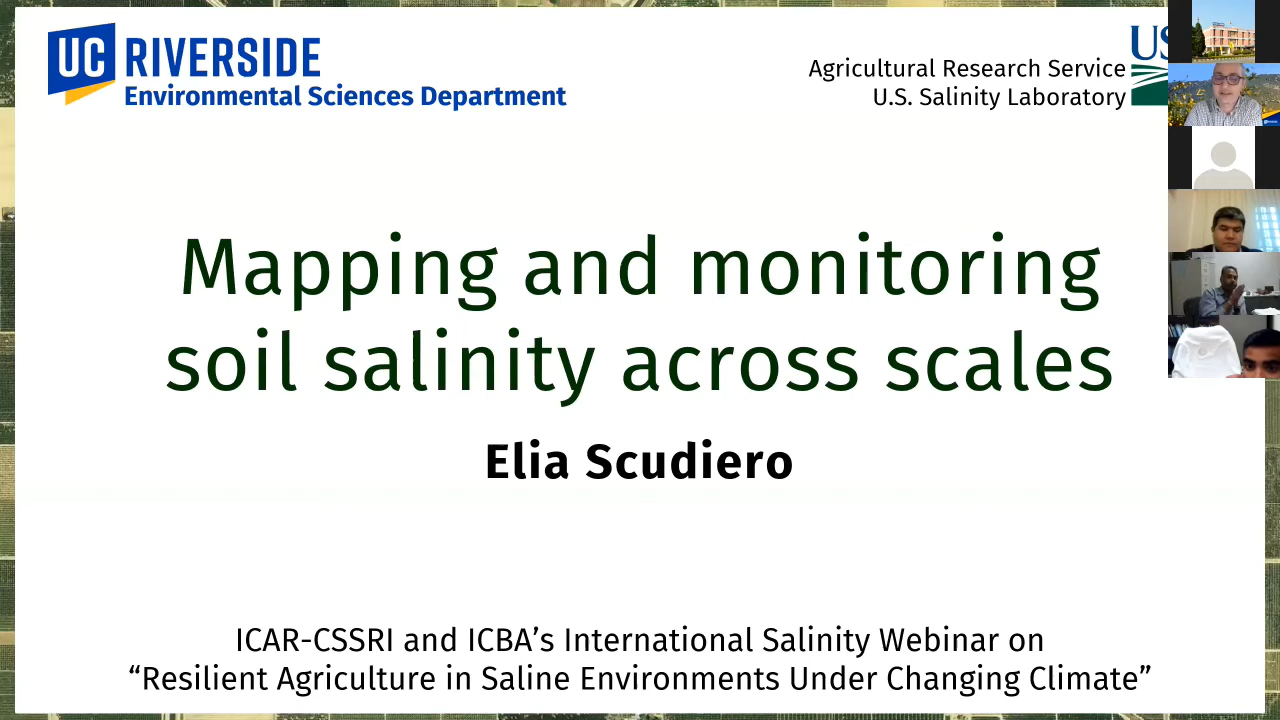 UC RIVERSIDE
Environmental Sciences Department
Agricultural Research Service
U.S. Salinity Laboratory
Mapping and monitoring
soil salinity across scales
Elia Scudiero
ICAR-CSSRI and ICBA’s International Salinity Webinar on
“Resilient Agriculture in Saline Environments Under Changing Climate”